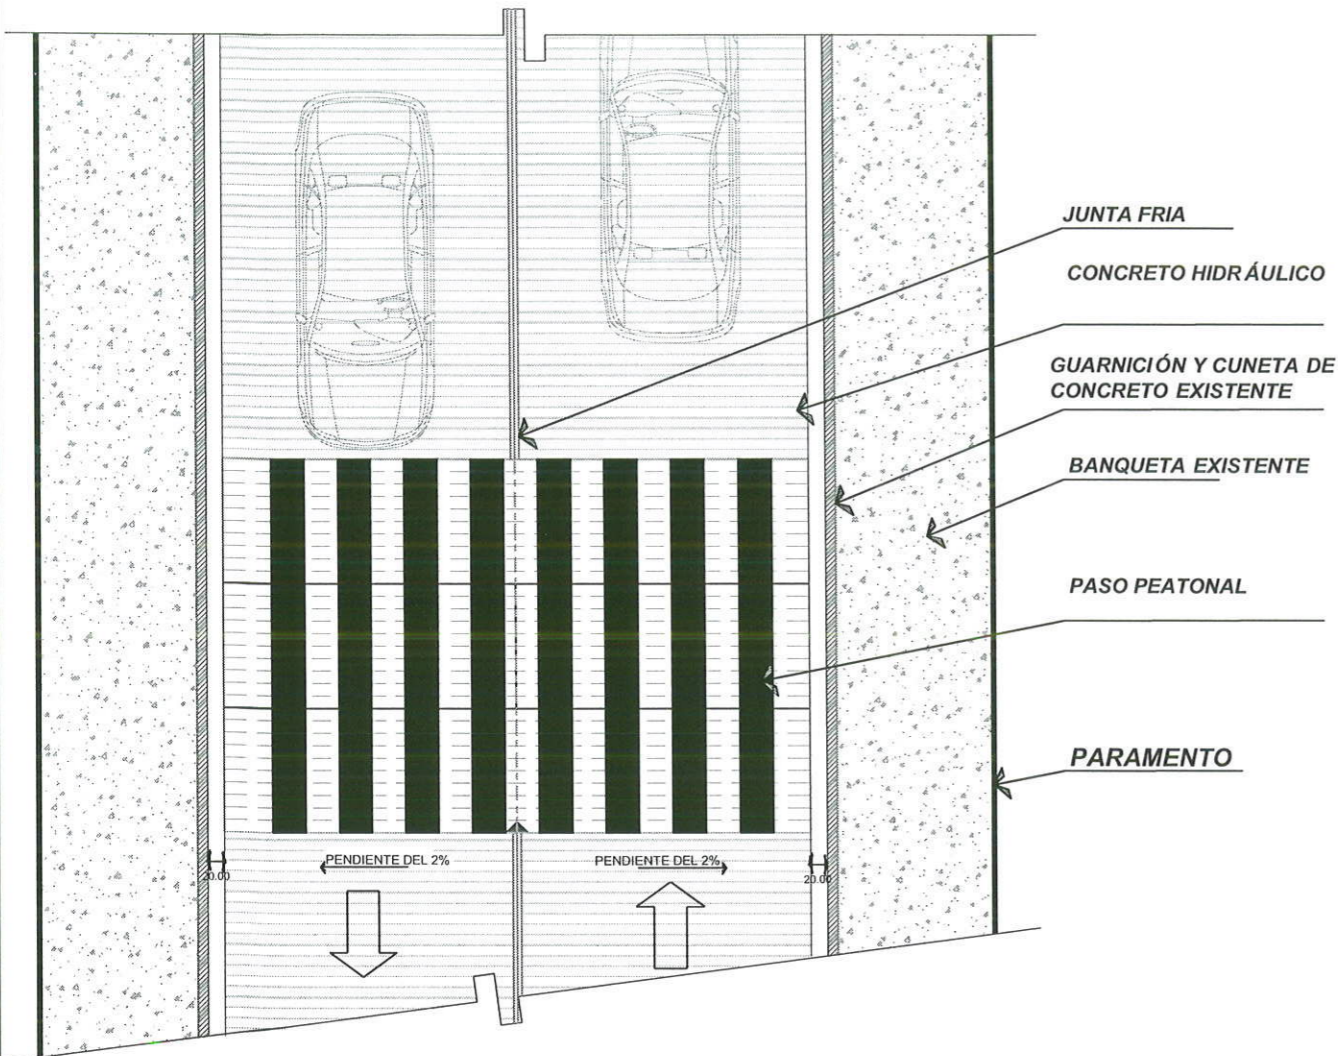 JUNTA FRIA
CONCRETO HIDRÁULICO
GUARNICIÓN Y CUNETA DE
CONCRETO EXISTENTE
BANQUETA EXISTENTE
PASO PEATONAL
PARAMENTO
PENDIENTE DEL 2%
PENDIENTE DEL 2%
20.00
20.00